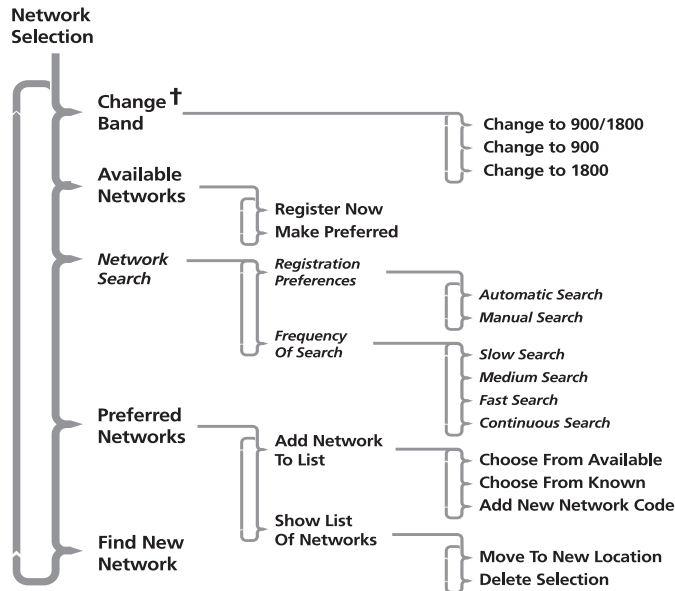 Network
Selection
Change †
Band
Change to 900/1800
Change to 900
Change to 1800
Available
Networks
Register Now
Make Preferred
Network
Search
Registration
Preferences
Automatic Search
Manual Search
Frequency
Of Search
Slow Search
Medium Search
Fast Search
Continuous Search
Preferred
Networks
Add Network
To List
Choose From Available
Choose From Known
Add New Network Code
Show List
Of Networks
Move To New Location
Delete Selection
Find New
Network